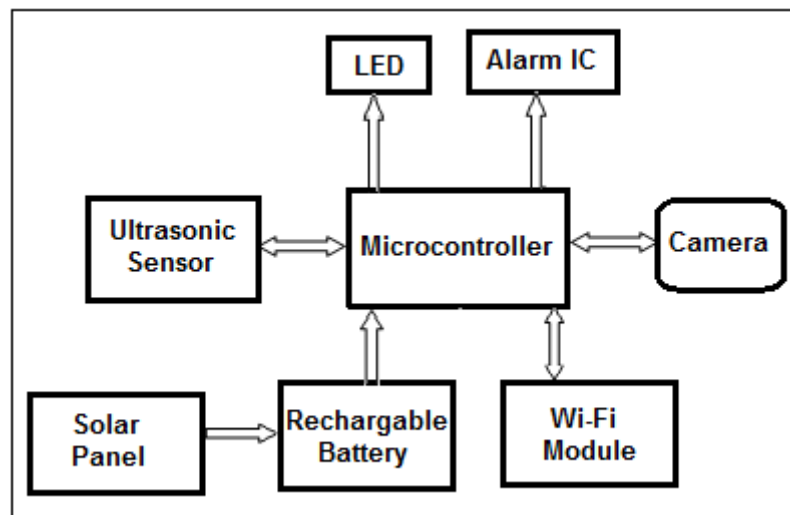 LED
Alarm IC
Ultrasonic
Sensor
Microcontroller
Camera
Solar
Panel
Rechargable
Battery
Wi-Fi
Module